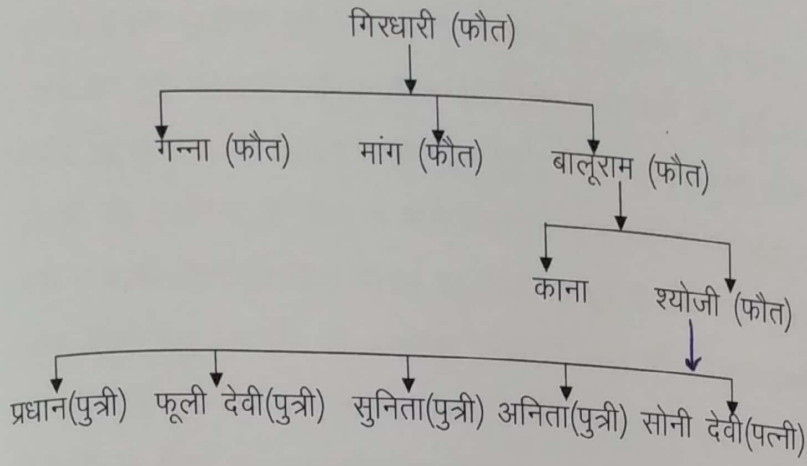 गिरधारी (फौत)
गन्ना (फौत) मांग (फौत) बालूराम (फौत)
काना श्योजी (फौत)
प्रधान(पुत्री) फूली देवी(पुत्री) सुनिता(पुत्री) अनिता(पुत्री) सोनी देवी(पत्नी)